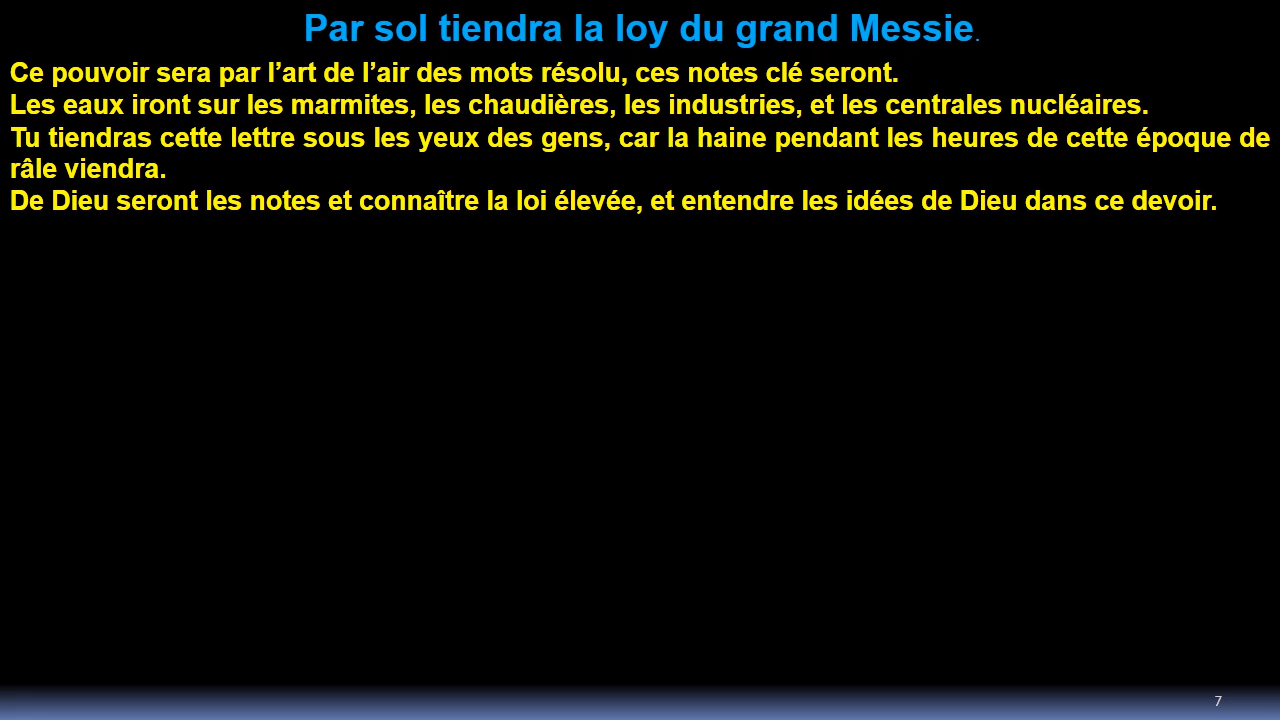 Par sol tiendra la loy du grand Messie.
Ce pouvoir sera par l’art de l’air des mots résolu, ces notes clé seront.
Les eaux iront sur les marmites, les chaudières, les industries, et les centrales nucléaires.
Tu tiendras cette lettre sous les yeux des gens, car la haine pendant les heures de cette époque de
râle viendra.
De Dieu seront les notes et connaître la loi élevée, et entendre les idées de Dieu dans ce devoir.
7